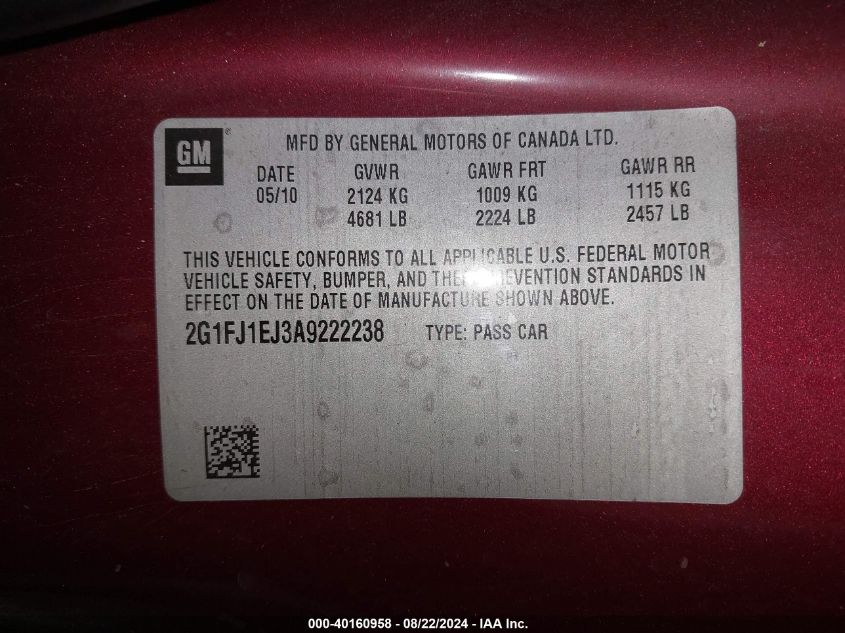 GM ®
MFD BY GENERAL MOTORS OF CANADA LTD.
DATE GVWR GAWR FRT GAWR RR
05/10 2124 KG 1009 KG 1115 KG
4681 LB 2224 LB 2457 LB
THIS VEHICLE CONFORMS TO ALL APPLICABLE U.S. FEDERAL MOTOR
VEHICLE SAFETY, BUMPER, AND THEFT PREVENTION STANDARDS IN
EFFECT ON THE DATE OF MANUFACTURE SHOWN ABOVE.
2G1FJ1EJ3A9222238 TYPE: PASS CAR
000-40160958 - 08/22/2024 - IAA Inc.